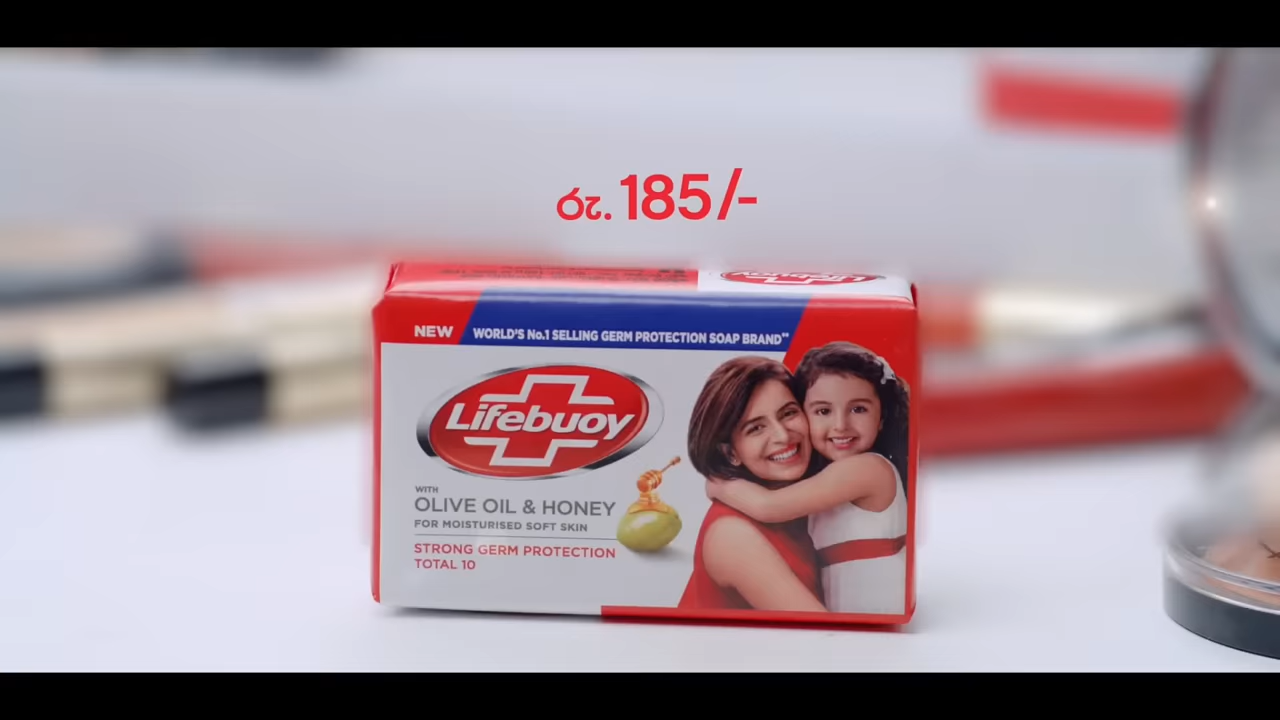 රු. 185/-
Lifebuoy
NEW
WORLD'S No.1 SELLING GERM PROTECTION SOAP BRAND**
Lifebuoy
WITH
OLIVE OIL & HONEY
FOR MOISTURISED SOFT SKIN
STRONG GERM PROTECTION
TOTAL 10